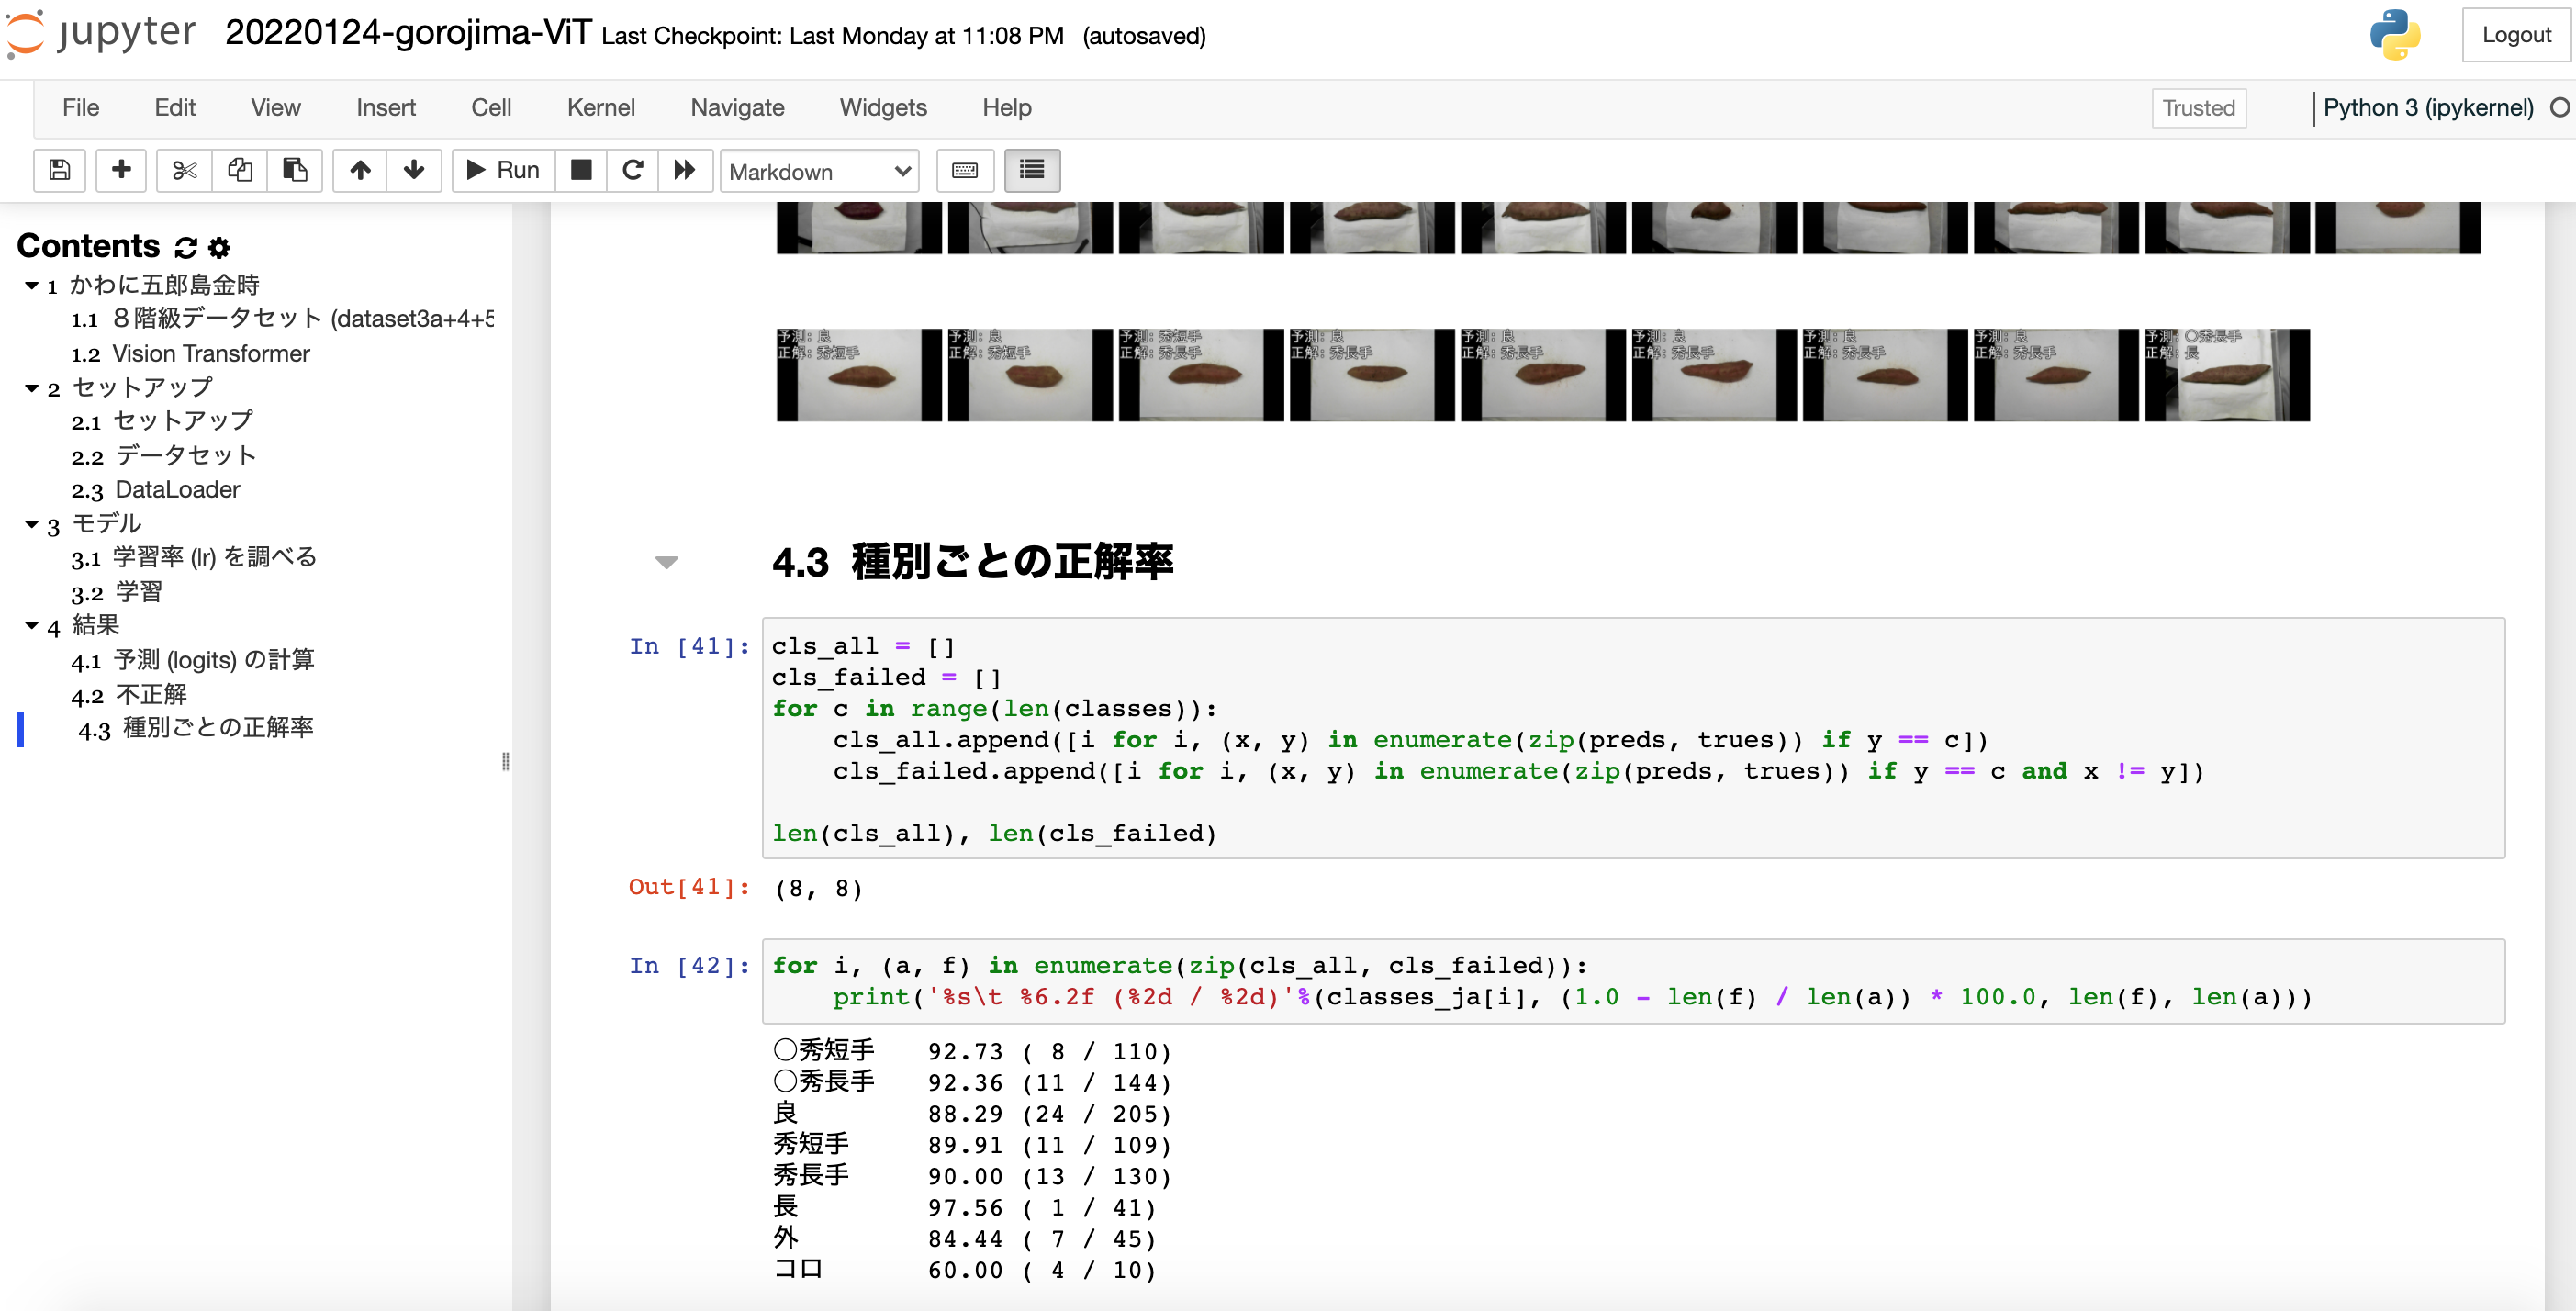 jupyter 20220124-gorojima-ViT Last Checkpoint: Last Monday at 11:08 PM (autosaved) Logout
File Edit View Insert Cell Kernel Navigate Widgets Help Trusted Python 3 (ipykernel)
Run Markdown
Contents
1 かわに五郎島金時
1.1 8階級データセット (dataset3a+4+5
1.2 Vision Transformer
2 セットアップ
2.1 セットアップ
2.2 データセット
2.3 DataLoader
3 モデル
3.1 学習率 (lr) を調べる
3.2 学習
4 結果
4.1 予測 (logits) の計算
4.2 不正解
4.3 種別ごとの正解率
予測: 良
正解: 秀短手
予測: 良
正解: 秀短手
予測: 秀短手
正解: 秀長手
予測: 良
正解: 秀長手
予測: 良
正解: 秀長手
予測: 良
正解: 秀長手
予測: 良
正解: 秀長手
予測: 良
正解: 秀長手
予測: 〇秀長手
正解: 長
4.3 種別ごとの正解率
In [41]:
cls_all = []
cls_failed = []
for c in range(len(classes)):
    cls_all.append([i for i, (x, y) in enumerate(zip(preds, trues)) if y == c])
    cls_failed.append([i for i, (x, y) in enumerate(zip(preds, trues)) if y == c and x != y])
len(cls_all), len(cls_failed)
Out[41]: (8, 8)
In [42]:
for i, (a, f) in enumerate(zip(cls_all, cls_failed)):
    print('%s\t %6.2f (%2d / %2d)'%(classes_ja[i], (1.0 - len(f) / len(a)) * 100.0, len(f), len(a)))
〇秀短手 92.73 ( 8 / 110)
〇秀長手 92.36 (11 / 144)
良 88.29 (24 / 205)
秀短手 89.91 (11 / 109)
秀長手 90.00 (13 / 130)
長 97.56 ( 1 / 41)
外 84.44 ( 7 / 45)
コロ 60.00 ( 4 / 10)